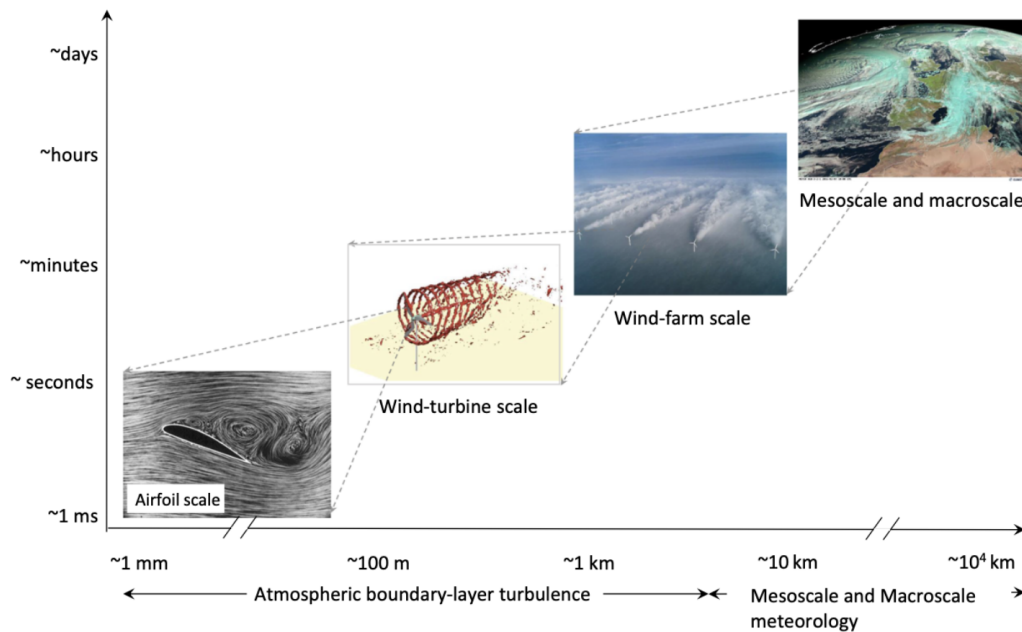 ~days
~hours
~minutes
~ seconds
~1 ms
Mesoscale and macroscale
Wind-farm scale
Wind-turbine scale
Airfoil scale
~1 mm
~100 m
~1 km
~10 km
~10⁴ km
Atmospheric boundary-layer turbulence
Mesoscale and Macroscale
meteorology